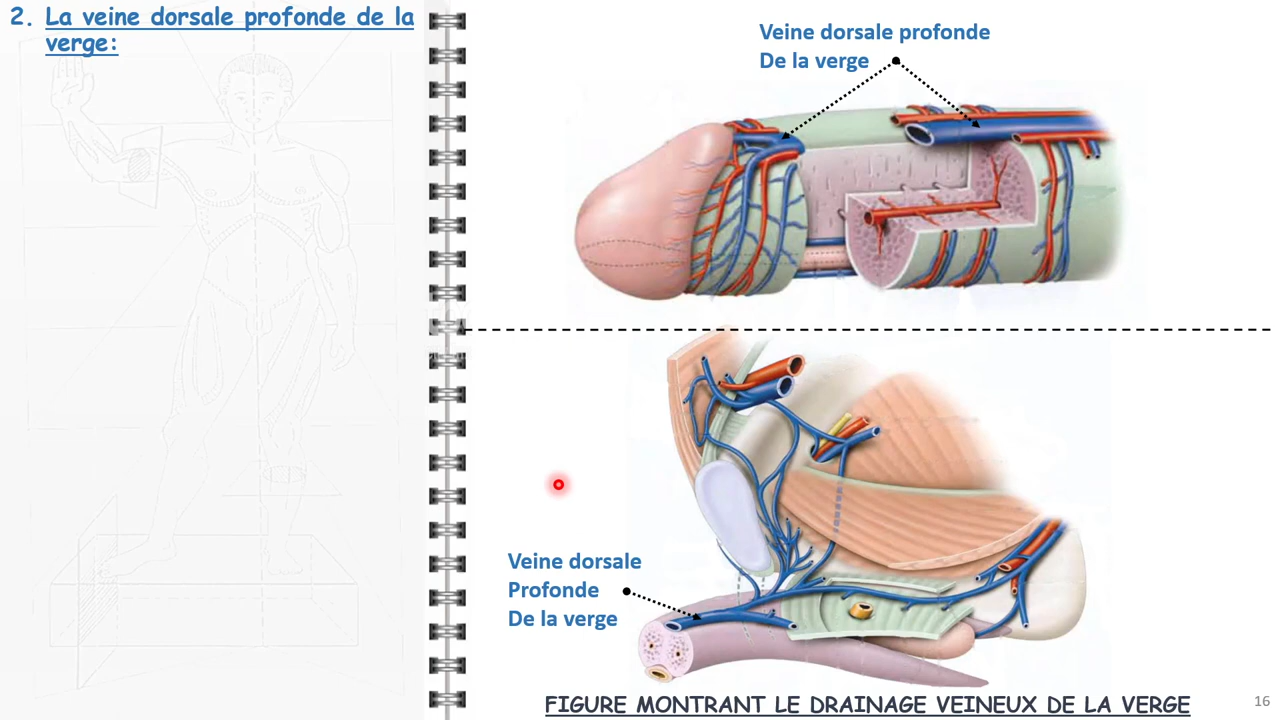 2. La veine dorsale profonde de la
verge:
Veine dorsale profonde
De la verge
Veine dorsale
Profonde
De la verge
FIGURE MONTRANT LE DRAINAGE VEINEUX DE LA VERGE
16